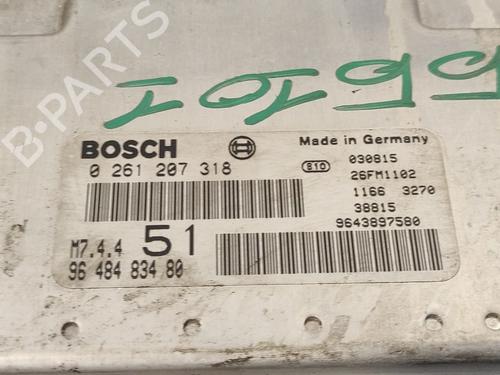 B-PARTS
BOSCH
Made in Germany
0 261 207 318
810
030815
26FM1102
1166 3270
38815
9643897580
M7.4.4 51
96 484 834 80